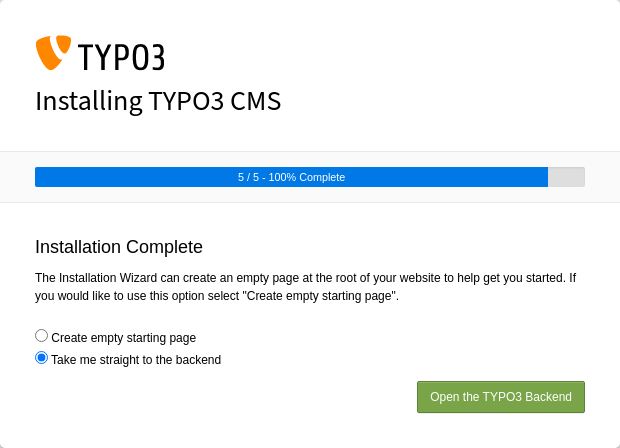 TYPO3
Installing TYPO3 CMS
5 / 5 - 100% Complete
Installation Complete
The Installation Wizard can create an empty page at the root of your website to help get you started. If
you would like to use this option select "Create empty starting page".
Create empty starting page
Take me straight to the backend
Open the TYPO3 Backend